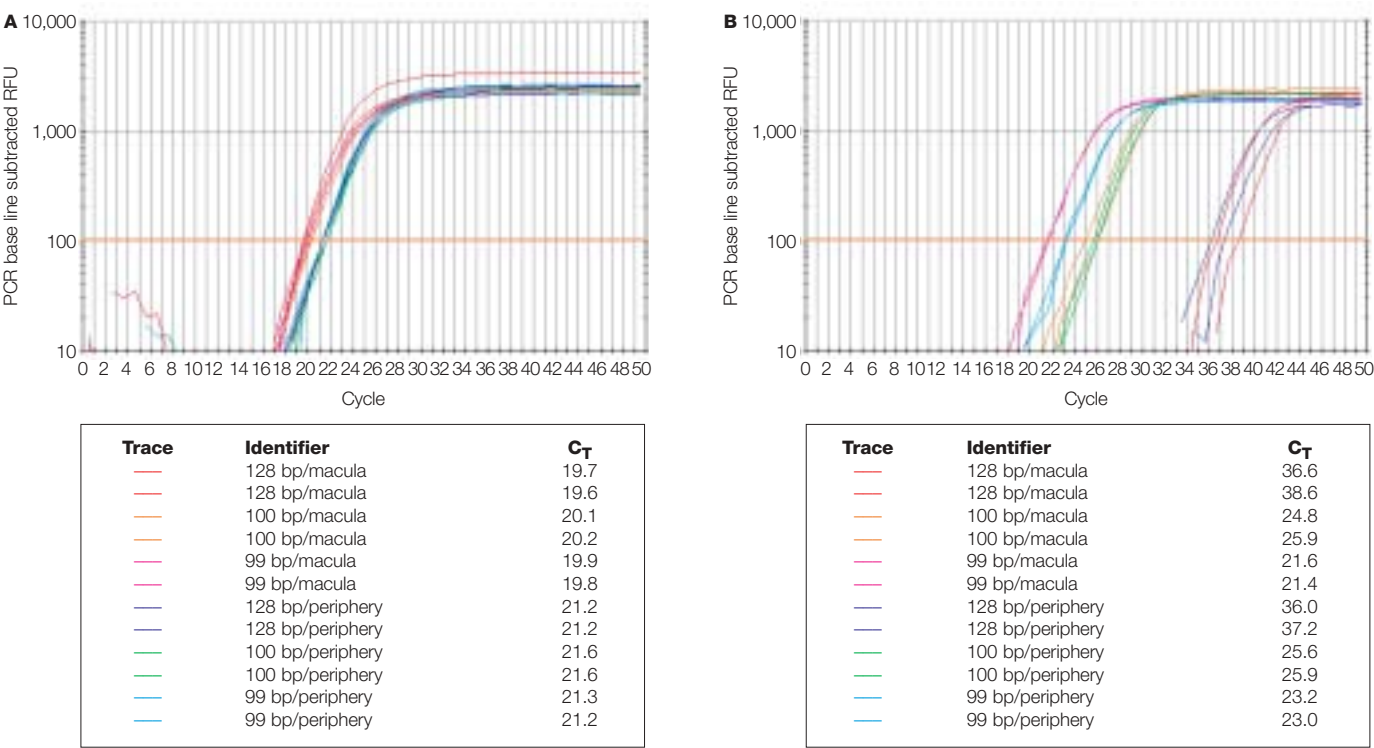 A
10,000
1,000
100
10
PCR base line subtracted RFU
0 2 4 6 8 10 12 14 16 18 20 22 24 26 28 30 32 34 36 38 40 42 44 46 48 50
Cycle
Trace Identifier CT
128 bp/macula 19.7
128 bp/macula 19.6
100 bp/macula 20.1
100 bp/macula 20.2
99 bp/macula 19.9
99 bp/macula 19.8
128 bp/periphery 21.2
128 bp/periphery 21.2
100 bp/periphery 21.6
100 bp/periphery 21.6
99 bp/periphery 21.3
99 bp/periphery 21.2
B
10,000
1,000
100
10
PCR base line subtracted RFU
0 2 4 6 8 10 12 14 16 18 20 22 24 26 28 30 32 34 36 38 40 42 44 46 48 50
Cycle
Trace Identifier CT
128 bp/macula 36.6
128 bp/macula 38.6
100 bp/macula 24.8
100 bp/macula 25.9
99 bp/macula 21.6
99 bp/macula 21.4
128 bp/periphery 36.0
128 bp/periphery 37.2
100 bp/periphery 25.6
100 bp/periphery 25.9
99 bp/periphery 23.2
99 bp/periphery 23.0